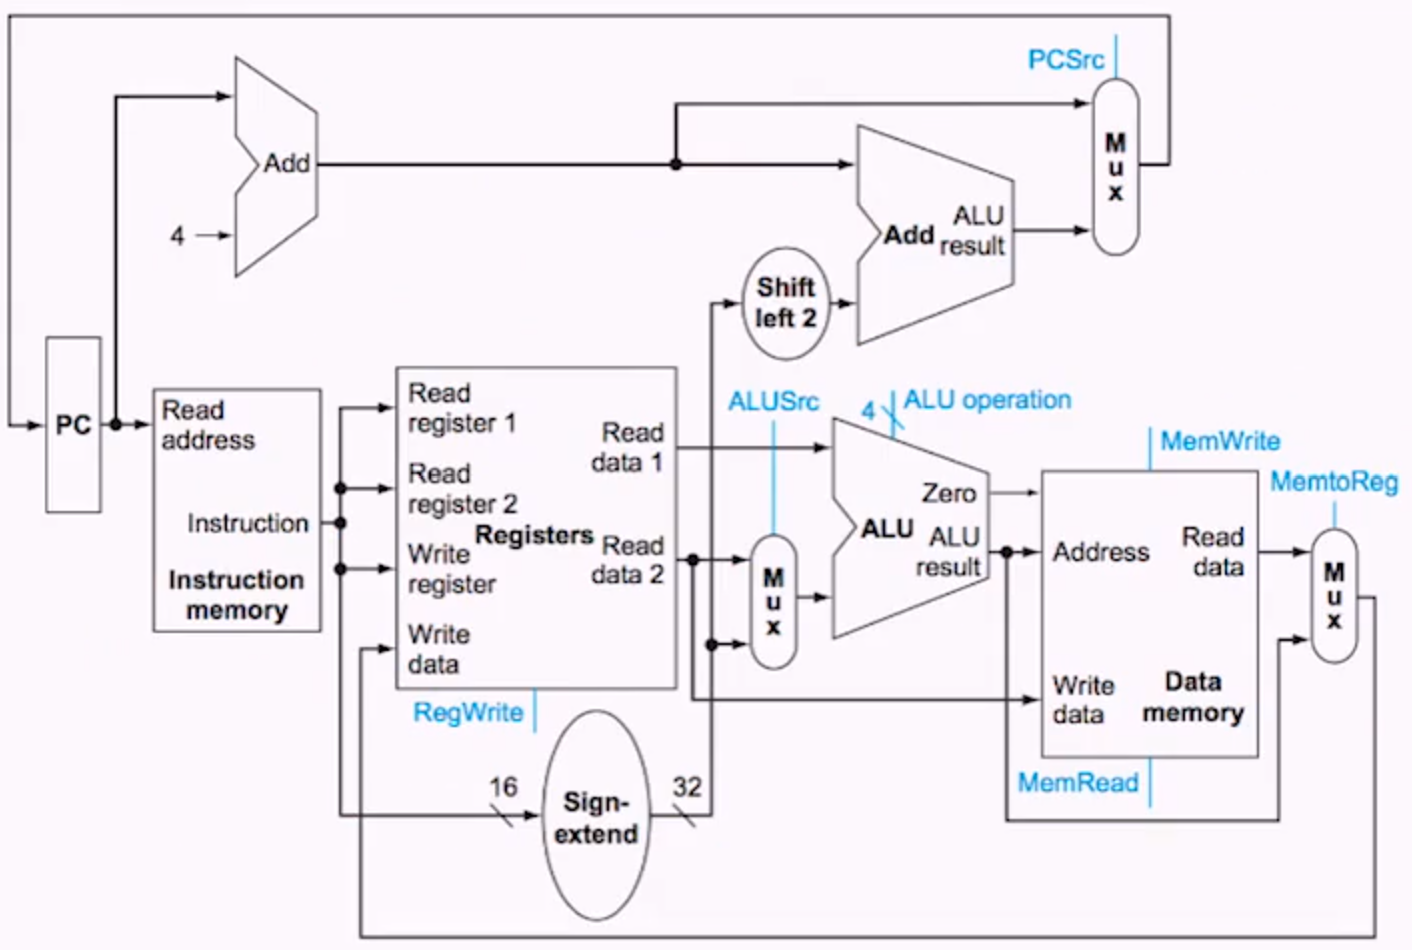 PCSrc
M
u
x
Add
4
Add
ALU
result
Shift
left 2
PC
Read
address
Instruction
Instruction
memory
Read
register 1
Read
register 2
Write
register
Write
data
Registers
Read
data 1
Read
data 2
RegWrite
16
Sign-
extend
32
ALUSrc
M
u
x
4
ALU operation
Zero
ALU
ALU
result
MemWrite
Address
Read
data
Write
data
Data
memory
MemRead
MemtoReg
M
u
x